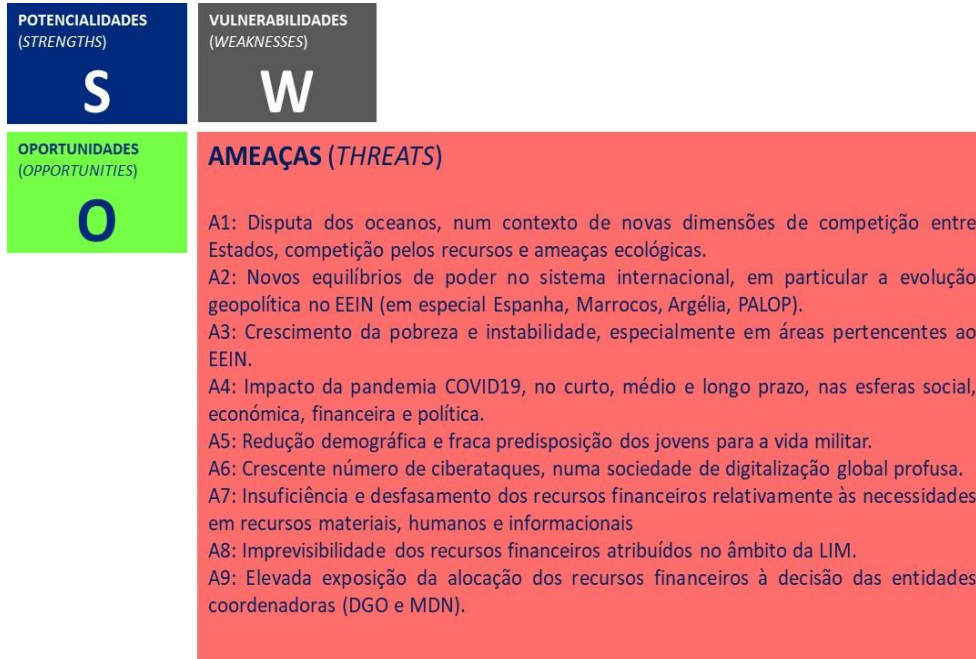 POTENCIALIDADES
(STRENGTHS)
S
VULNERABILIDADES
(WEAKNESSES)
W
OPORTUNIDADES
(OPPORTUNITIES)
O
AMEAÇAS (THREATS)
A1: Disputa dos oceanos, num contexto de novas dimensões de competição entre
Estados, competição pelos recursos e ameaças ecológicas.
A2: Novos equilíbrios de poder no sistema internacional, em particular a evolução
geopolítica no EEIN (em especial Espanha, Marrocos, Argélia, PALOP).
A3: Crescimento da pobreza e instabilidade, especialmente em áreas pertencentes ao
EEIN.
A4: Impacto da pandemia COVID19, no curto, médio e longo prazo, nas esferas social,
económica, financeira e política.
A5: Redução demográfica e fraca predisposição dos jovens para a vida militar.
A6: Crescente número de ciberataques, numa sociedade de digitalização global profusa.
A7: Insuficiência e desfasamento dos recursos financeiros relativamente às necessidades
em recursos materiais, humanos e informacionais
A8: Imprevisibilidade dos recursos financeiros atribuídos no âmbito da LIM.
A9: Elevada exposição da alocação dos recursos financeiros à decisão das entidades
coordenadoras (DGO e MDN).